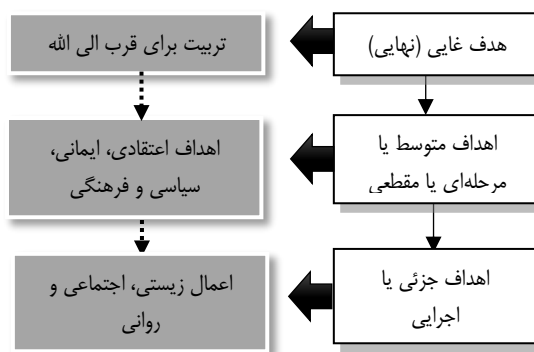 هدف غایی (نهایی)
تربیت برای قرب الی الله
اهداف متوسط یا
مرحله‌ای یا مقطعی
اهداف اعتقادی، ایمانی،
سیاسی و فرهنگی
اهداف جزئی یا
اجرایی
اعمال زیستی، اجتماعی و
روانی